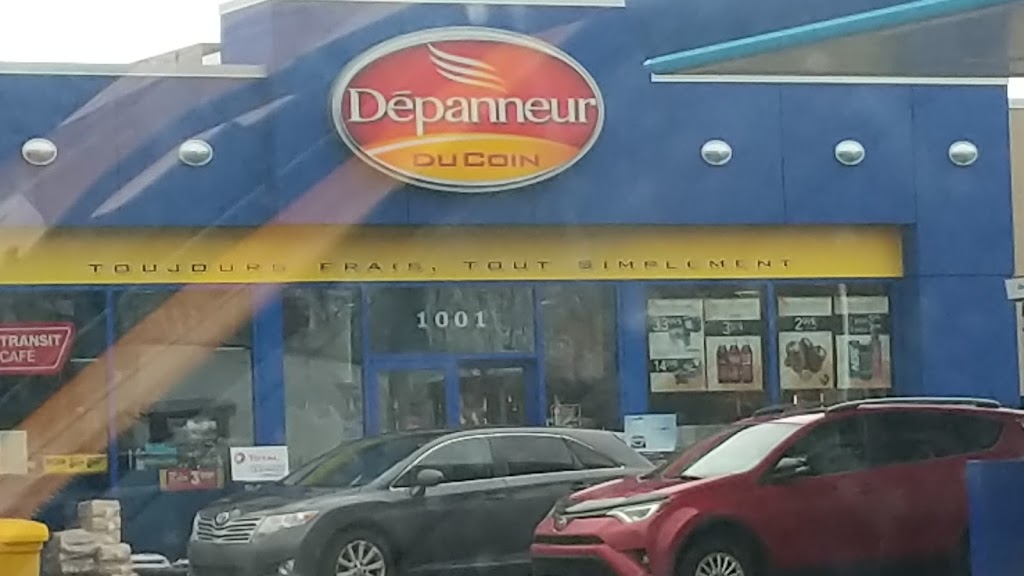 Dépanneur
DU COIN
TOUJOURS FRAIS, TOUT SIMPLEMENT
1001
TRANSIT
CAFÉ
TOTAL